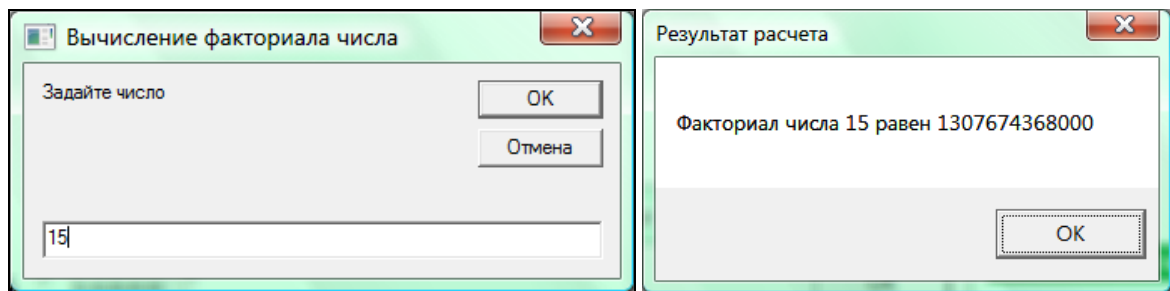 Вычисление факториала числа
Задайте число
OK
Отмена
15
Результат расчета
Факториал числа 15 равен 1307674368000
OK